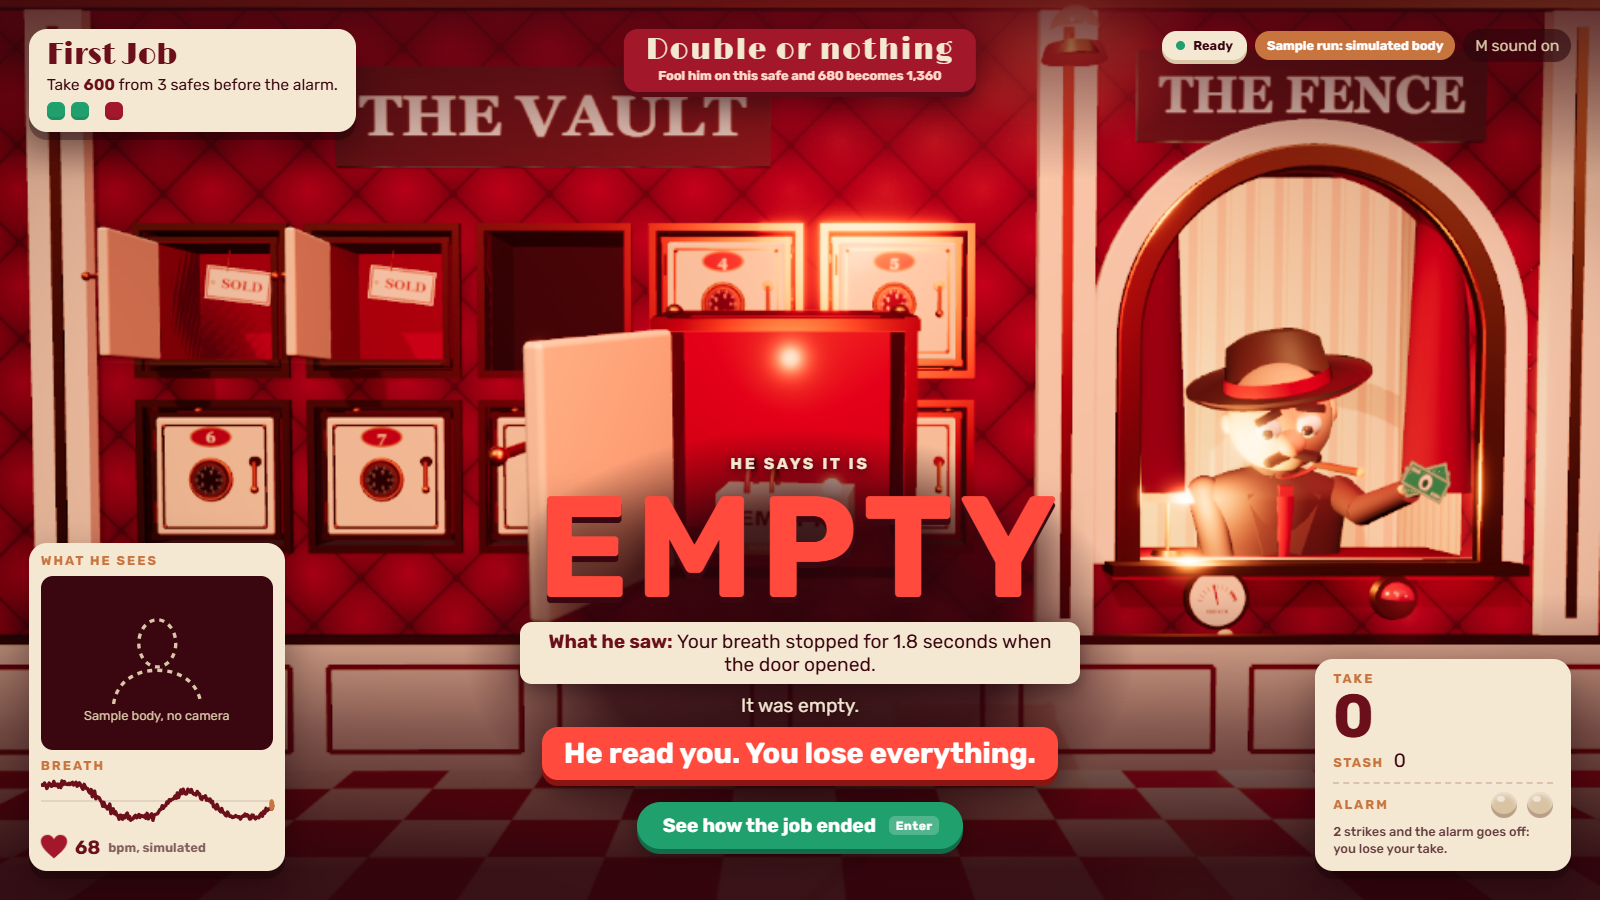 First Job
Take 600 from 3 safes before the alarm.
Double or nothing
Fool him on this safe and 680 becomes 1,360
Ready
Sample run: simulated body
M sound on
THE VAULT
THE FENCE
SOLD
SOLD
4
5
6
7
0
HE SAYS IT IS
EMPTY
What he saw: Your breath stopped for 1.8 seconds when
the door opened.
It was empty.
He read you. You lose everything.
See how the job ended Enter
WHAT HE SEES
Sample body, no camera
BREATH
68 bpm, simulated
TAKE
0
STASH 0
ALARM
2 strikes and the alarm goes off:
you lose your take.